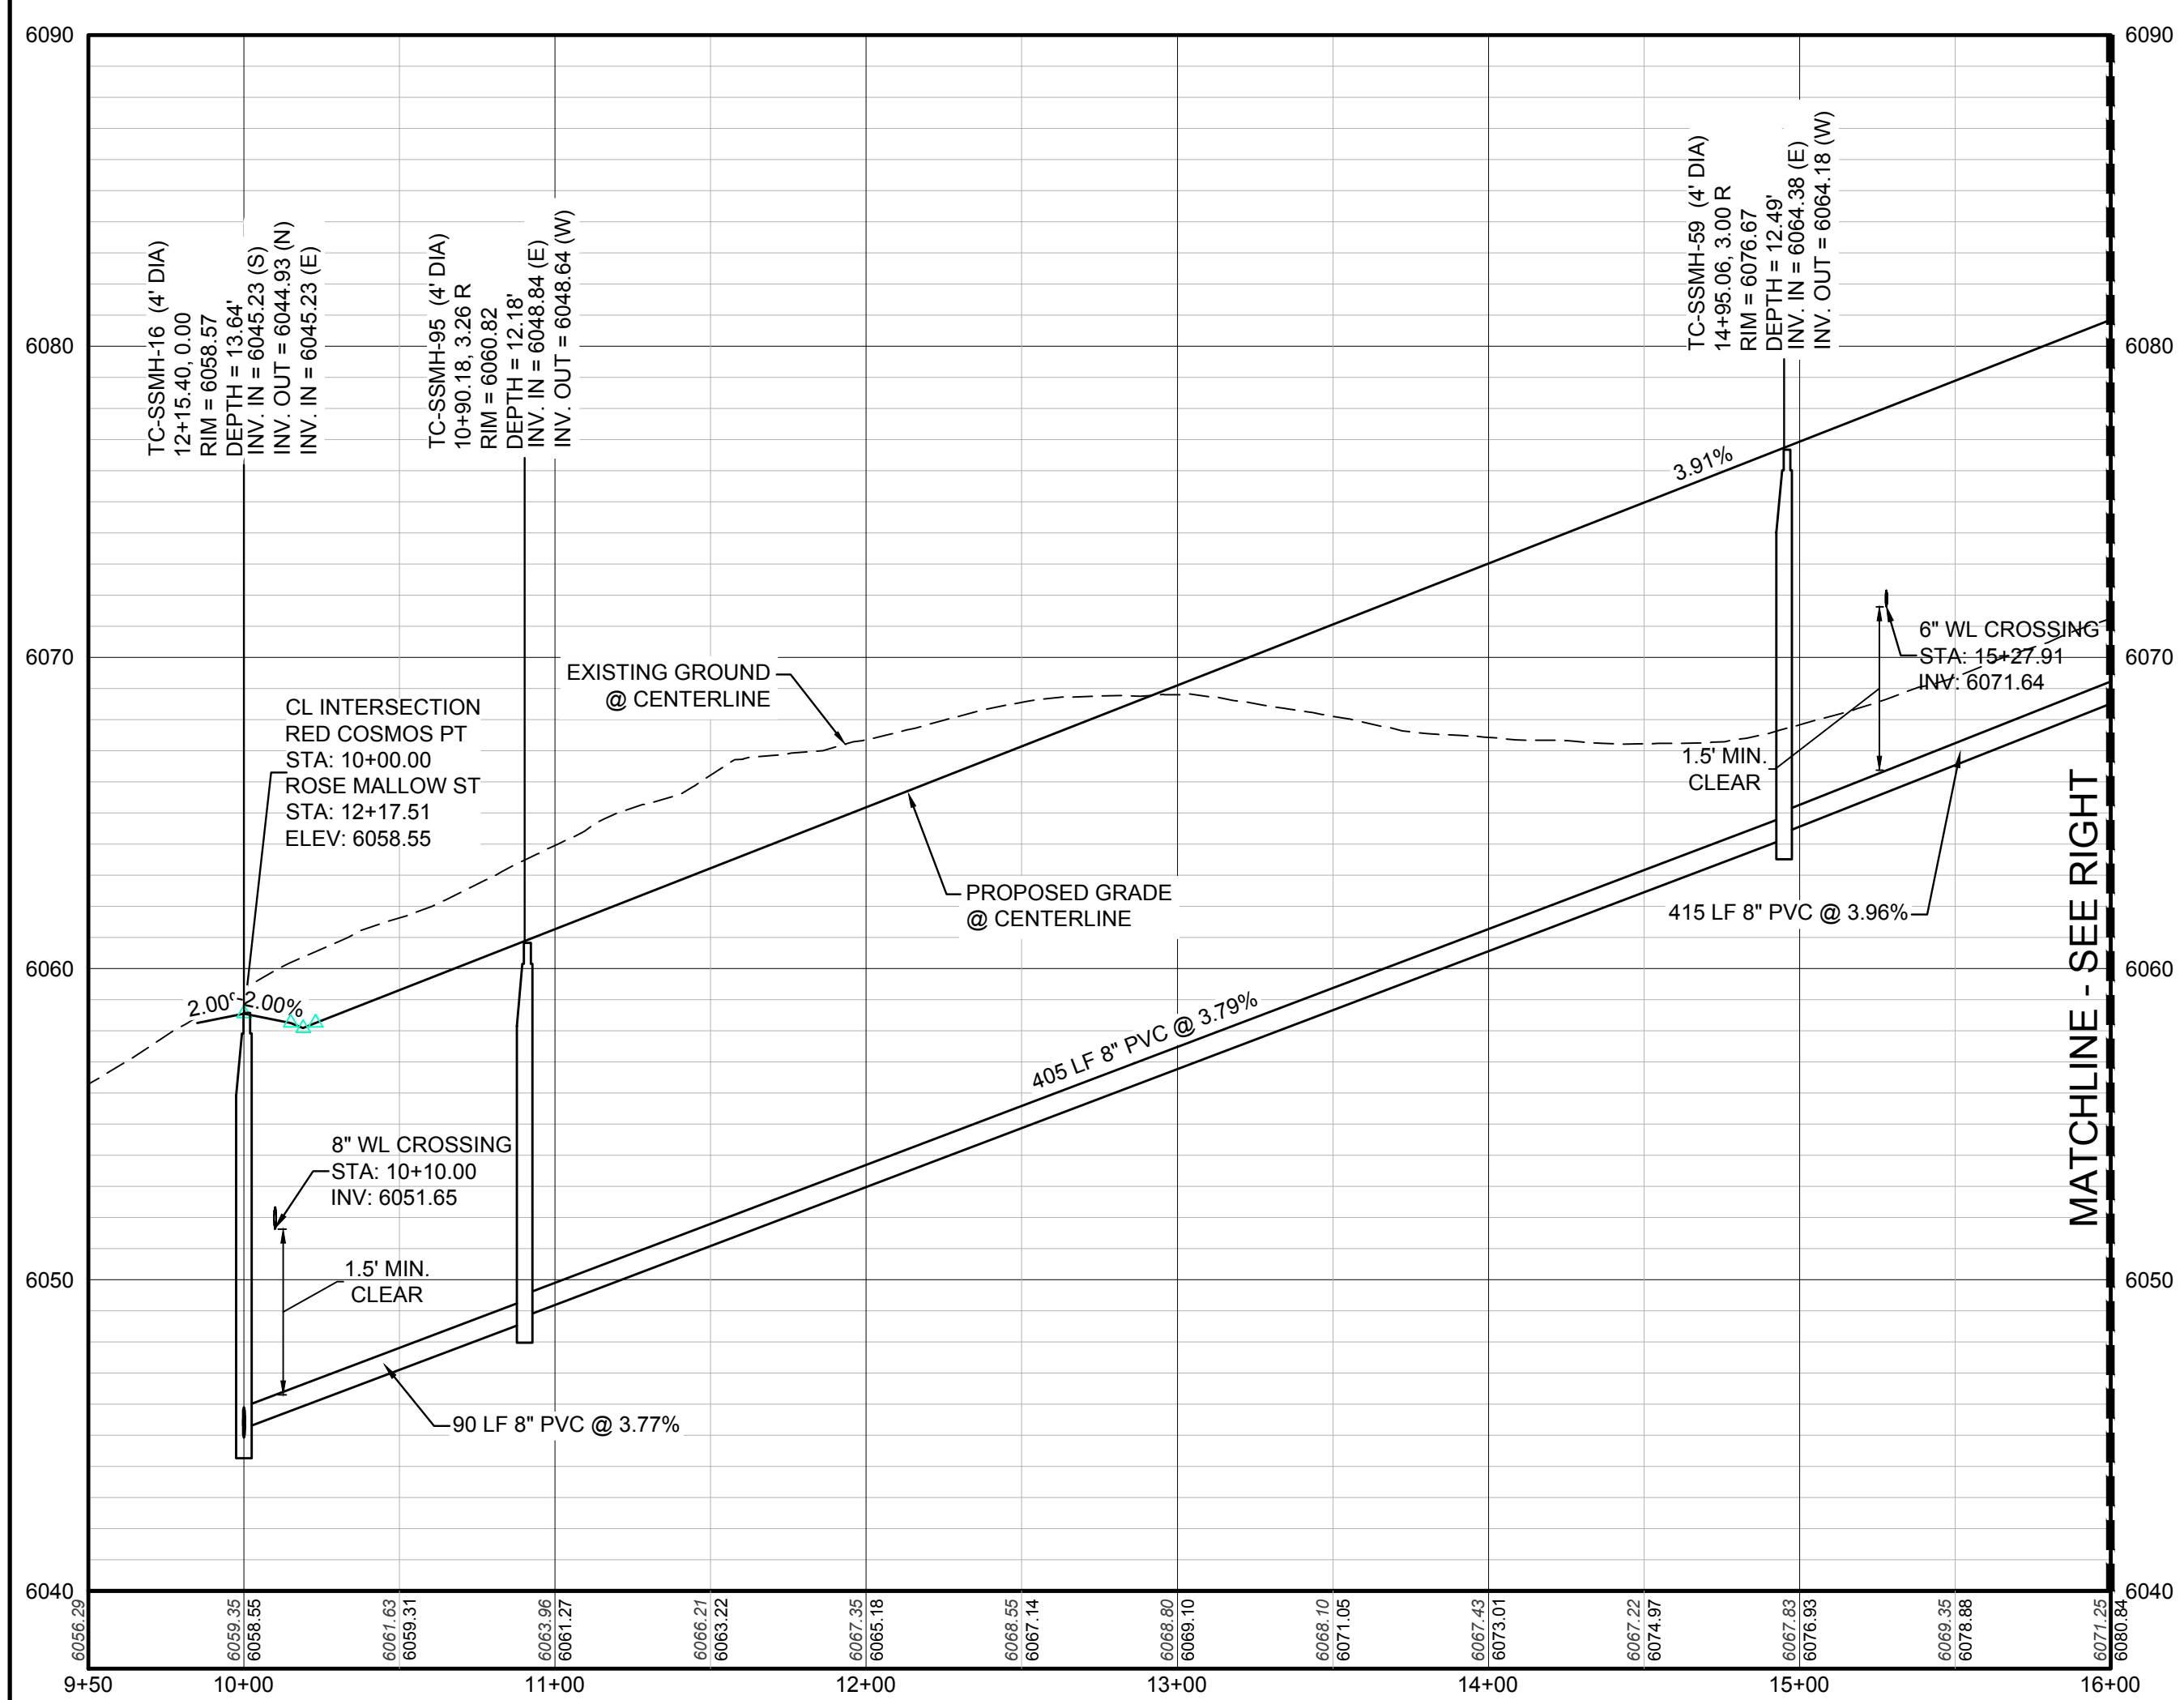 6090
6090
6080
6080
6070
6070
6060
6060
6050
6050
6040
6040
TC-SSMH-16 (4' DIA)
12+15.40, 0.00
RIM = 6058.57
DEPTH = 13.64'
INV. IN = 6045.23 (S)
INV. OUT = 6044.93 (N)
INV. IN = 6045.23 (E)
TC-SSMH-95 (4' DIA)
10+90.18, 3.26 R
RIM = 6060.82
DEPTH = 12.18'
INV. IN = 6048.84 (E)
INV. OUT = 6048.64 (W)
TC-SSMH-59 (4' DIA)
14+95.06, 3.00 R
RIM = 6076.67
DEPTH = 12.49'
INV. IN = 6064.38 (E)
INV. OUT = 6064.18 (W)
3.91%
EXISTING GROUND
@ CENTERLINE
6" WL CROSSING
STA: 15+27.91
INV: 6071.64
CL INTERSECTION
RED COSMOS PT
STA: 10+00.00
ROSE MALLOW ST
STA: 12+17.51
ELEV: 6058.55
1.5' MIN.
CLEAR
PROPOSED GRADE
@ CENTERLINE
415 LF 8" PVC @ 3.96%
2.00%
-2.00%
405 LF 8" PVC @ 3.79%
8" WL CROSSING
STA: 10+10.00
INV: 6051.65
1.5' MIN.
CLEAR
90 LF 8" PVC @ 3.77%
MATCHLINE - SEE RIGHT
6056.29
6059.35
6058.55
6061.63
6059.31
6063.96
6061.27
6066.21
6063.22
6067.35
6065.18
6068.55
6067.14
6068.80
6069.10
6068.10
6071.05
6067.43
6073.01
6067.22
6074.97
6067.83
6076.93
6069.35
6078.88
6071.25
6080.84
9+50
10+00
11+00
12+00
13+00
14+00
15+00
16+00